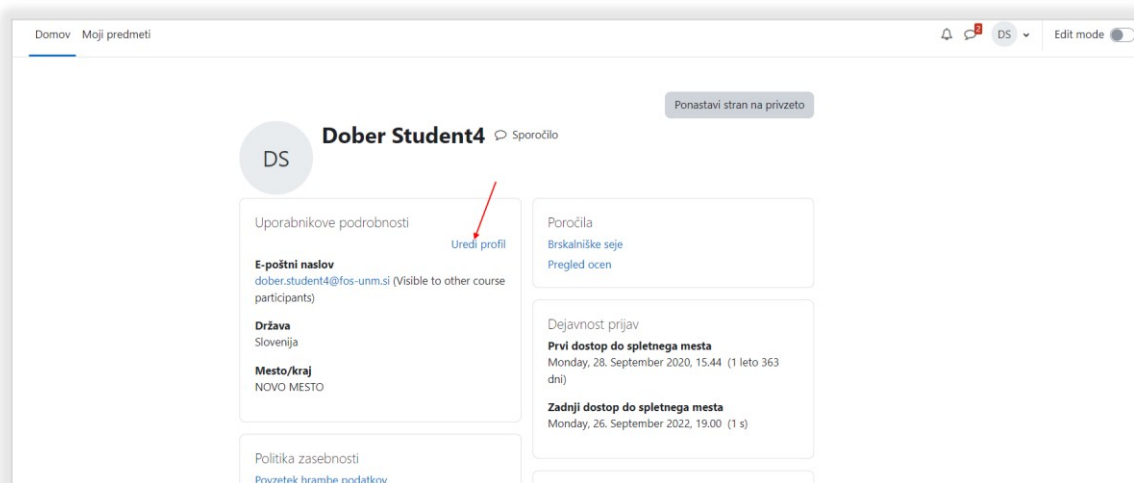 Domov Moji predmeti
2 DS Edit mode
Ponastavi stran na privzeto
DS
Dober Student4 Sporočilo
Uporabnikove podrobnosti
Uredi profil
E-poštni naslov
dober.student4@fos-unm.si (Visible to other course
participants)
Država
Slovenija
Mesto/kraj
NOVO MESTO
Politika zasebnosti
Povzetek hrambe podatkov
Poročila
Brskalniške seje
Pregled ocen
Dejavnost prijav
Prvi dostop do spletnega mesta
Monday, 28. September 2020, 15.44 (1 leto 363
dni)
Zadnji dostop do spletnega mesta
Monday, 26. September 2022, 19.00 (1 s)